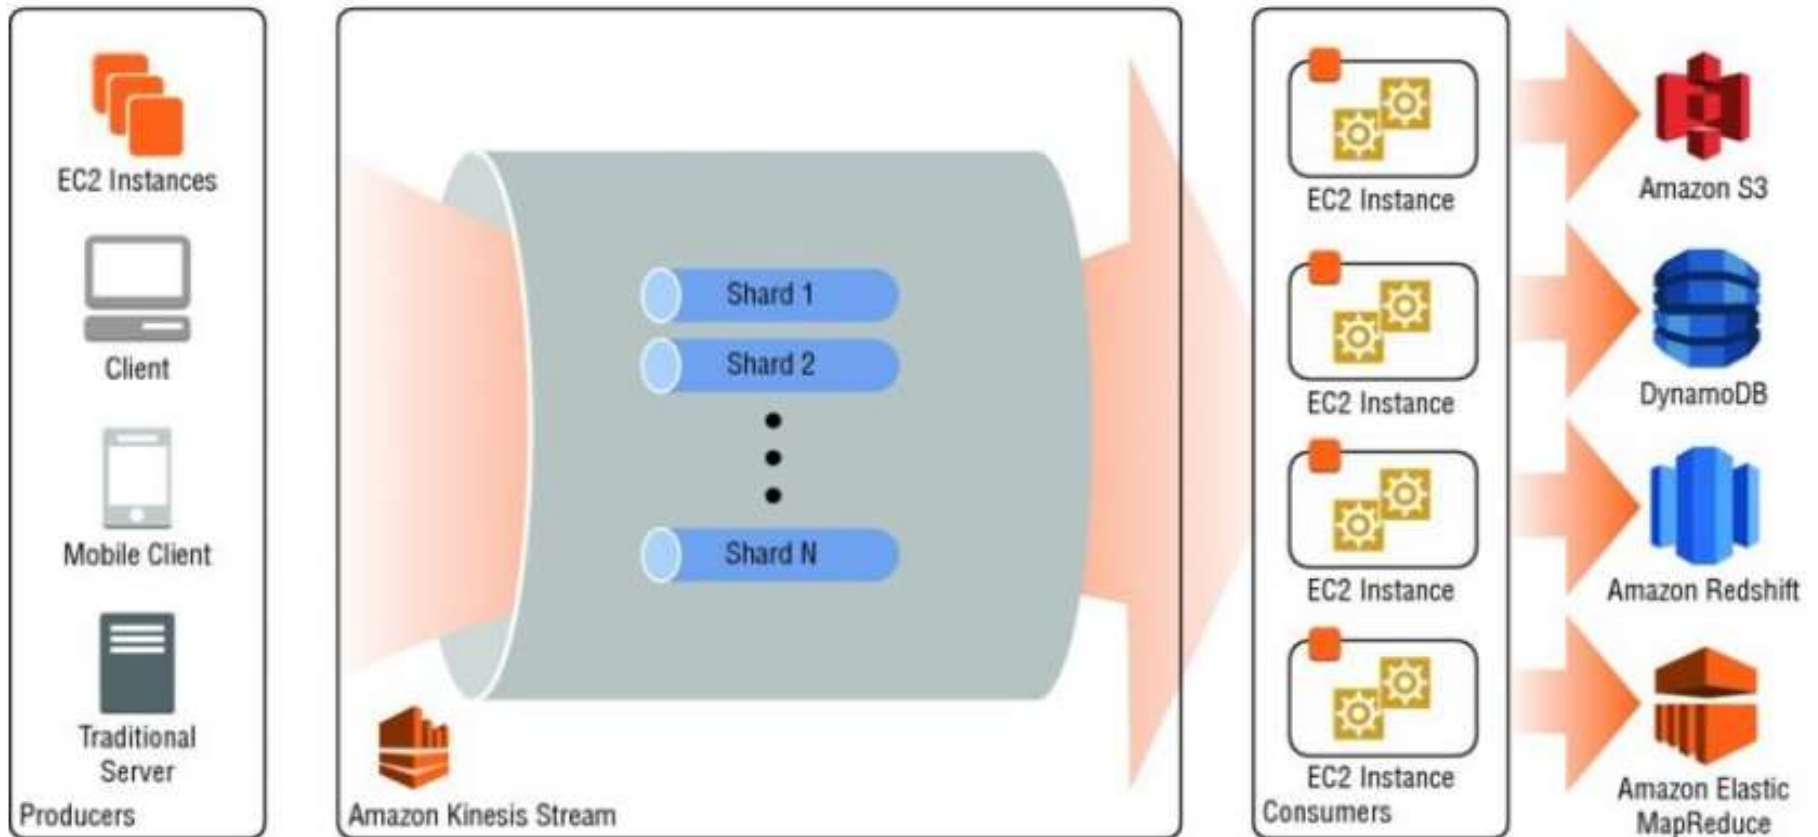 EC2 Instances
Client
Mobile Client
Traditional
Server
Producers
Shard 1
Shard 2
Shard N
Amazon Kinesis Stream
EC2 Instance
EC2 Instance
EC2 Instance
EC2 Instance
Consumers
Amazon S3
DynamoDB
Amazon Redshift
Amazon Elastic
MapReduce